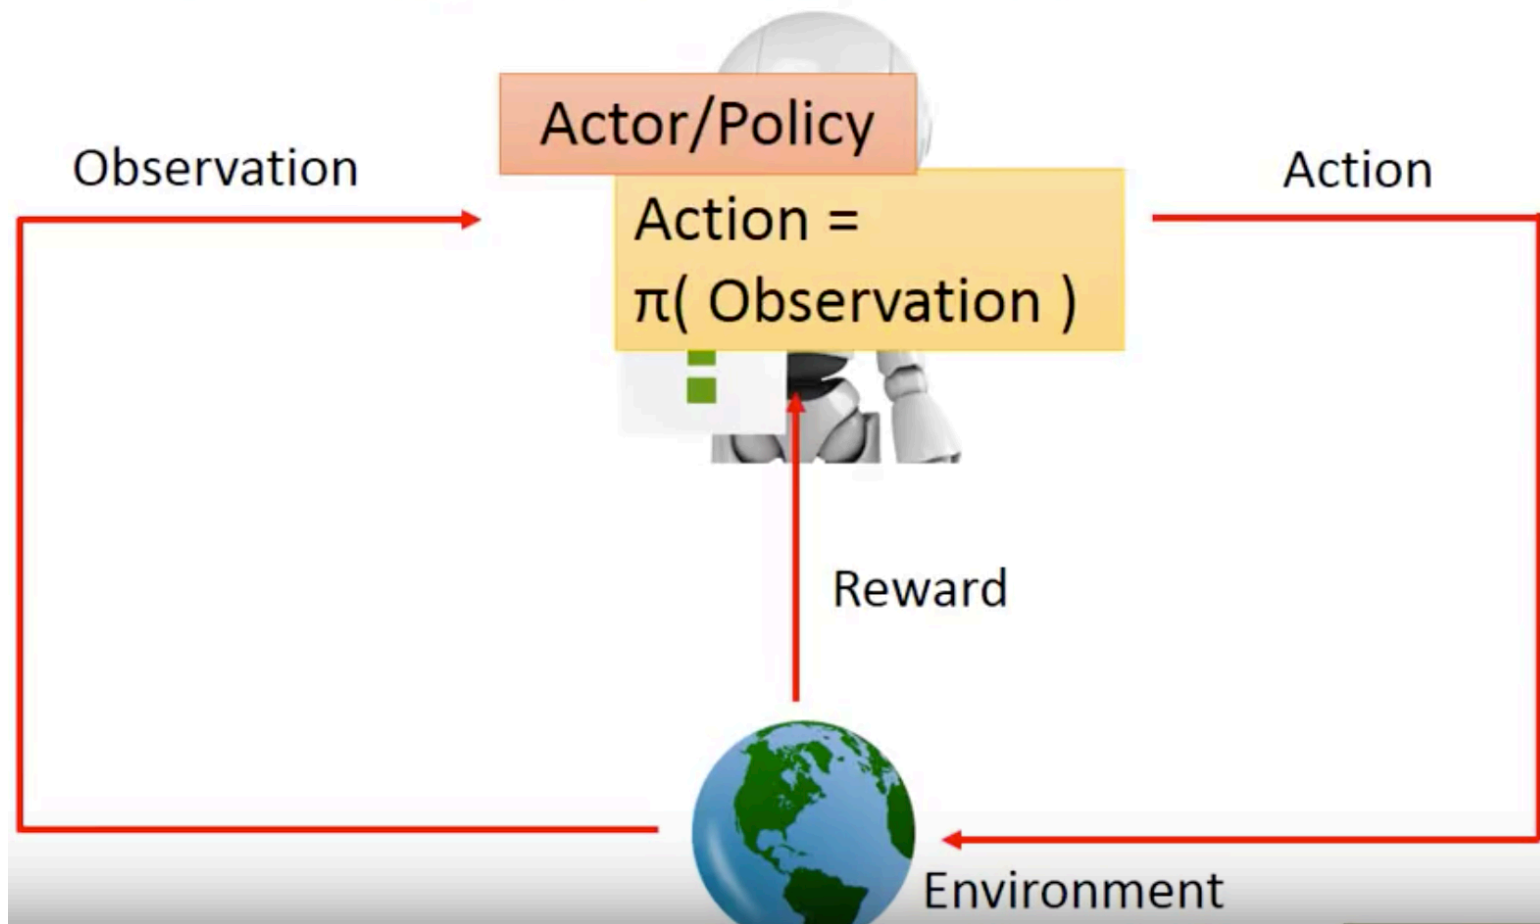 Actor/Policy
Observation
Action
Action =
π( Observation )
Reward
Environment